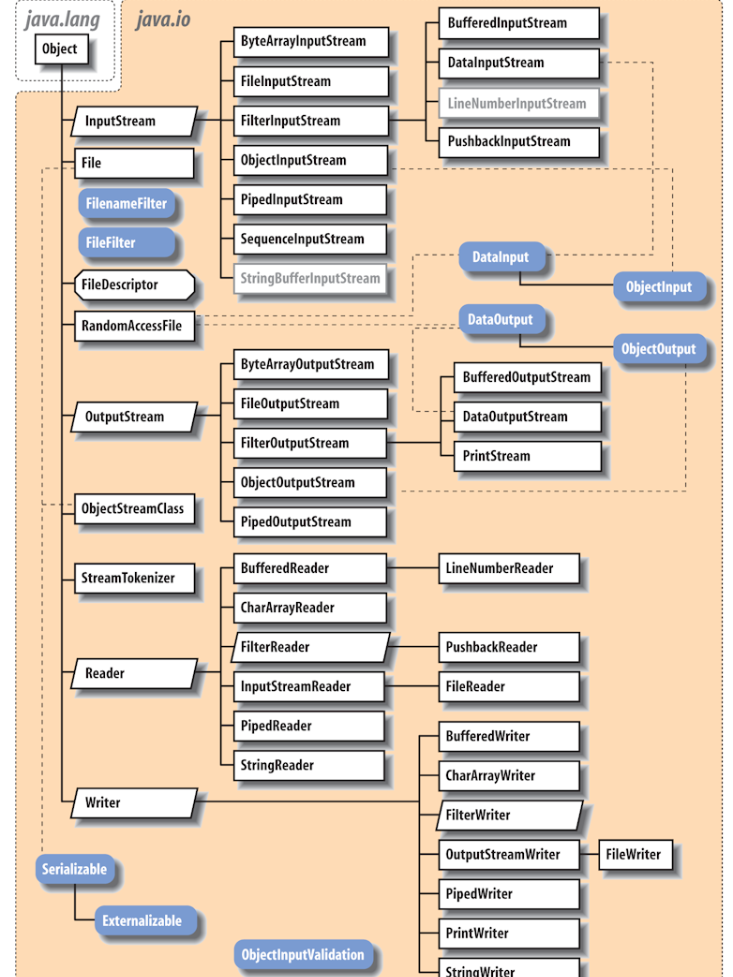 java.lang
java.io
Object
InputStream
ByteArrayInputStream
FileInputStream
FilterInputStream
ObjectInputStream
PipedInputStream
SequenceInputStream
StringBufferInputStream
BufferedInputStream
DataInputStream
LineNumberInputStream
PushbackInputStream
File
FilenameFilter
FileFilter
FileDescriptor
RandomAccessFile
DataInput
ObjectInput
DataOutput
ObjectOutput
OutputStream
ByteArrayOutputStream
FileOutputStream
FilterOutputStream
ObjectOutputStream
PipedOutputStream
BufferedOutputStream
DataOutputStream
PrintStream
ObjectStreamClass
StreamTokenizer
Reader
BufferedReader
CharArrayReader
FilterReader
InputStreamReader
PipedReader
StringReader
LineNumberReader
PushbackReader
FileReader
Writer
BufferedWriter
CharArrayWriter
FilterWriter
OutputStreamWriter
FileWriter
PipedWriter
PrintWriter
StringWriter
Serializable
Externalizable
ObjectInputValidation